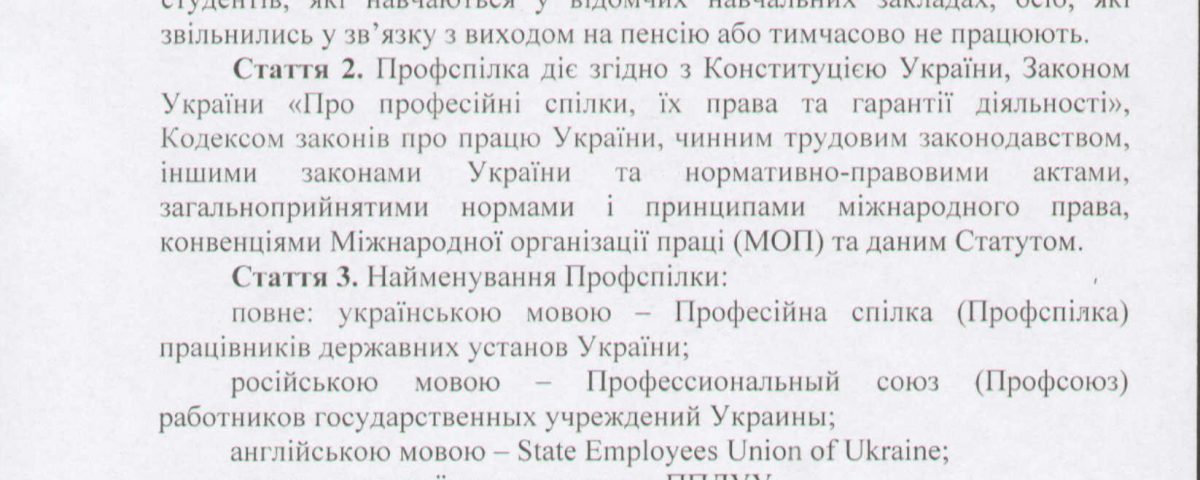 студентів, які навчаються у відомчих навчальних закладах, осіб, які
звільнились у зв’язку з виходом на пенсію або тимчасово не працюють.
Стаття 2. Профспілка діє згідно з Конституцією України, Законом
України «Про професійні спілки, їх права та гарантії діяльності»,
Кодексом законів про працю України, чинним трудовим законодавством,
іншими законами України та нормативно-правовими актами,
загальноприйнятими нормами і принципами міжнародного права,
конвенціями Міжнародної організації праці (МОП) та даним Статутом.
Стаття 3. Найменування Профспілки:
повне: українською мовою – Професійна спілка (Профспілка)
працівників державних установ України;
російською мовою – Профессиональный союз (Профсоюз)
работников государственных учреждений Украины;
англійською мовою – State Employees Union of Ukraine;